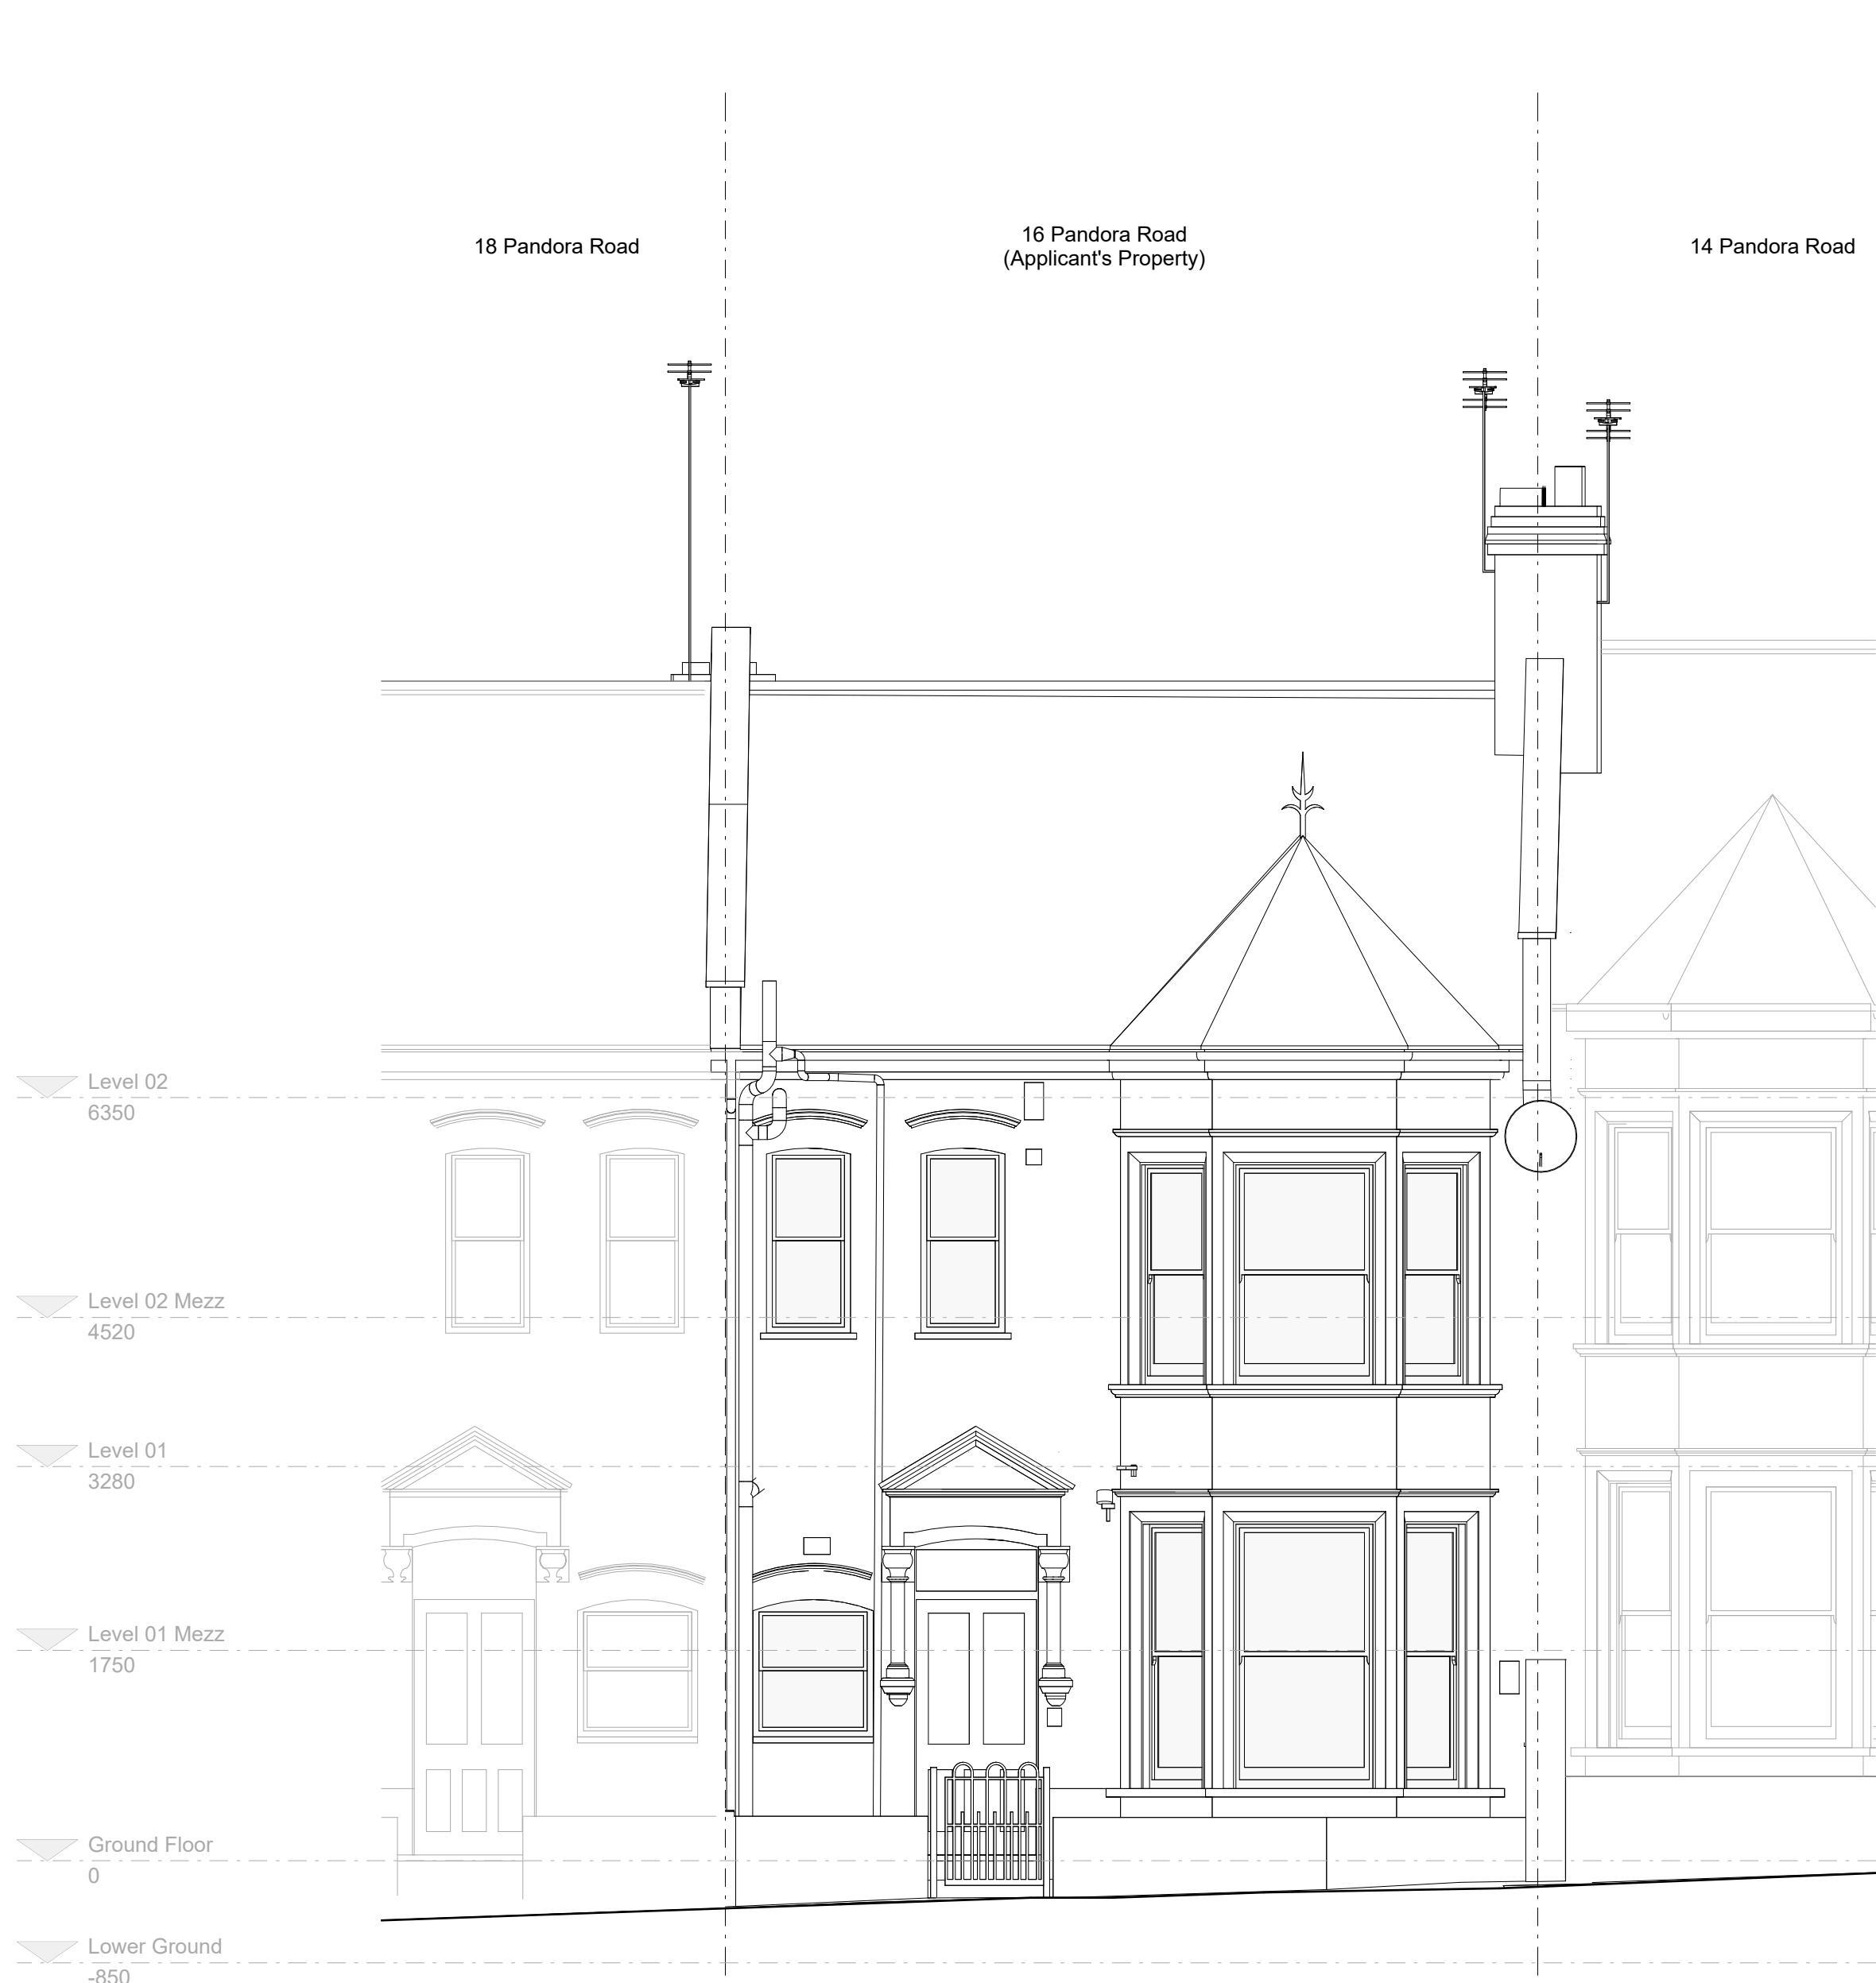 16 Pandora Road
(Applicant's Property)
18 Pandora Road
14 Pandora Road
Level 02
6350
Level 02 Mezz
4520
Level 01
3280
Level 01 Mezz
1750
Ground Floor
0
Lower Ground
-850